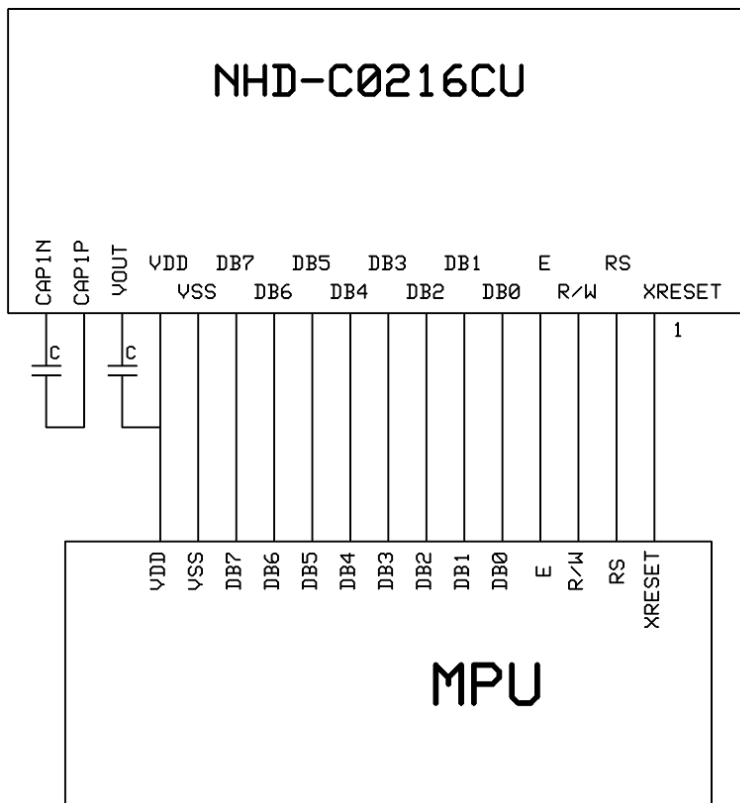 NHD-C0216CU
CAP1N
CAP1P
VOUT
VDD DB7 DB5 DB3 DB1 E RS
VSS DB6 DB4 DB2 DB0 R/W XRESET
1
C C
VDD
VSS
DB7
DB6
DB5
DB4
DB3
DB2
DB1
DB0
E
R/W
RS
XRESET
MPU